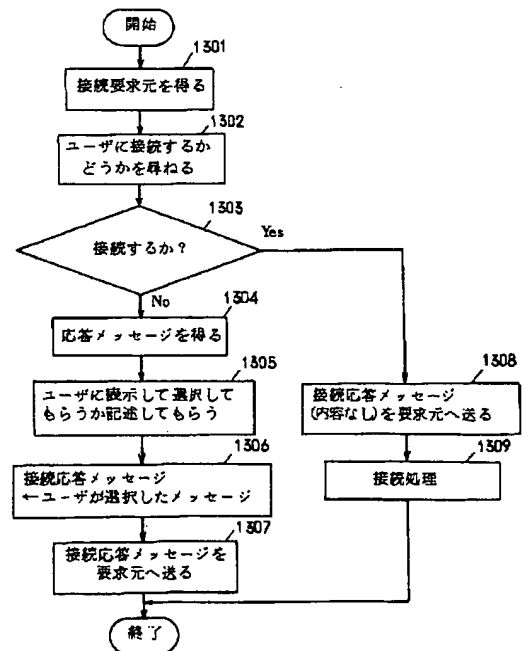 開始
1301
接続要求元を得る
1302
ユーザに接続するか
どうかを尋ねる
1303
接続するか？
Yes
No
1304
応答メッセージを得る
1305
ユーザに表示して選択して
もらうか記述してもらう
1306
接続応答メッセージ
←ユーザが選択したメッセージ
1307
接続応答メッセージを
要求元へ送る
1308
接続応答メッセージ
(内容なし)を要求元へ送る
1309
接続処理
終了